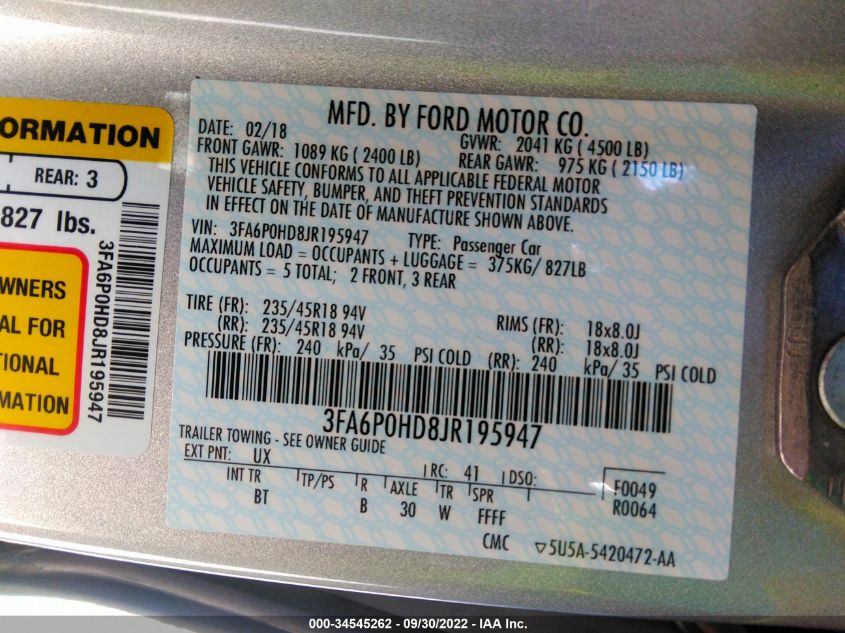 ORMATION
REAR: 3
827 lbs.
3FA6P0HD8JR195947
WNERS
AL FOR
TIONAL
MATION
MFD. BY FORD MOTOR CO.
DATE: 02/18 GVWR: 2041 KG ( 4500 LB)
FRONT GAWR: 1089 KG ( 2400 LB) REAR GAWR: 975 KG ( 2150 LB)
THIS VEHICLE CONFORMS TO ALL APPLICABLE FEDERAL MOTOR
VEHICLE SAFETY, BUMPER, AND THEFT PREVENTION STANDARDS
IN EFFECT ON THE DATE OF MANUFACTURE SHOWN ABOVE.
VIN: 3FA6P0HD8JR195947 TYPE: Passenger Car
MAXIMUM LOAD = OCCUPANTS + LUGGAGE = 375KG/ 827LB
OCCUPANTS = 5 TOTAL; 2 FRONT, 3 REAR
TIRE (FR): 235/45R18 94V RIMS (FR): 18x8.0J
(RR): 235/45R18 94V (RR): 18x8.0J
PRESSURE (FR): 240 kPa/ 35 PSI COLD (RR): 240 kPa/ 35 PSI COLD
3FA6P0HD8JR195947
TRAILER TOWING - SEE OWNER GUIDE
EXT PNT: UX RC: 41 DSO: F0049
INT TR TP/PS R AXLE TR SPR R0064
BT B 30 W FFFF
CMC ▽5U5A-5420472-AA
000-34545262 - 09/30/2022 - IAA Inc.